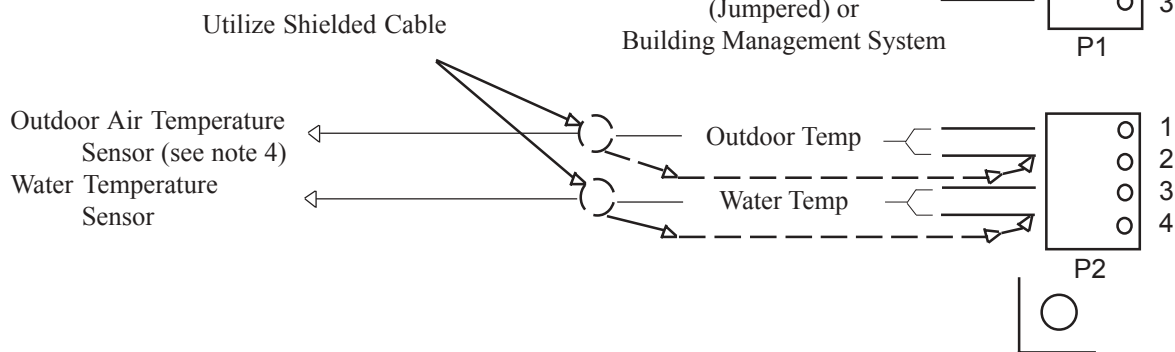 (Jumpered) or
3
Utilize Shielded Cable
Building Management System
P1
Outdoor Air Temperature
Sensor (see note 4)
Outdoor Temp
1
2
Water Temperature
Sensor
Water Temp
3
4
P2